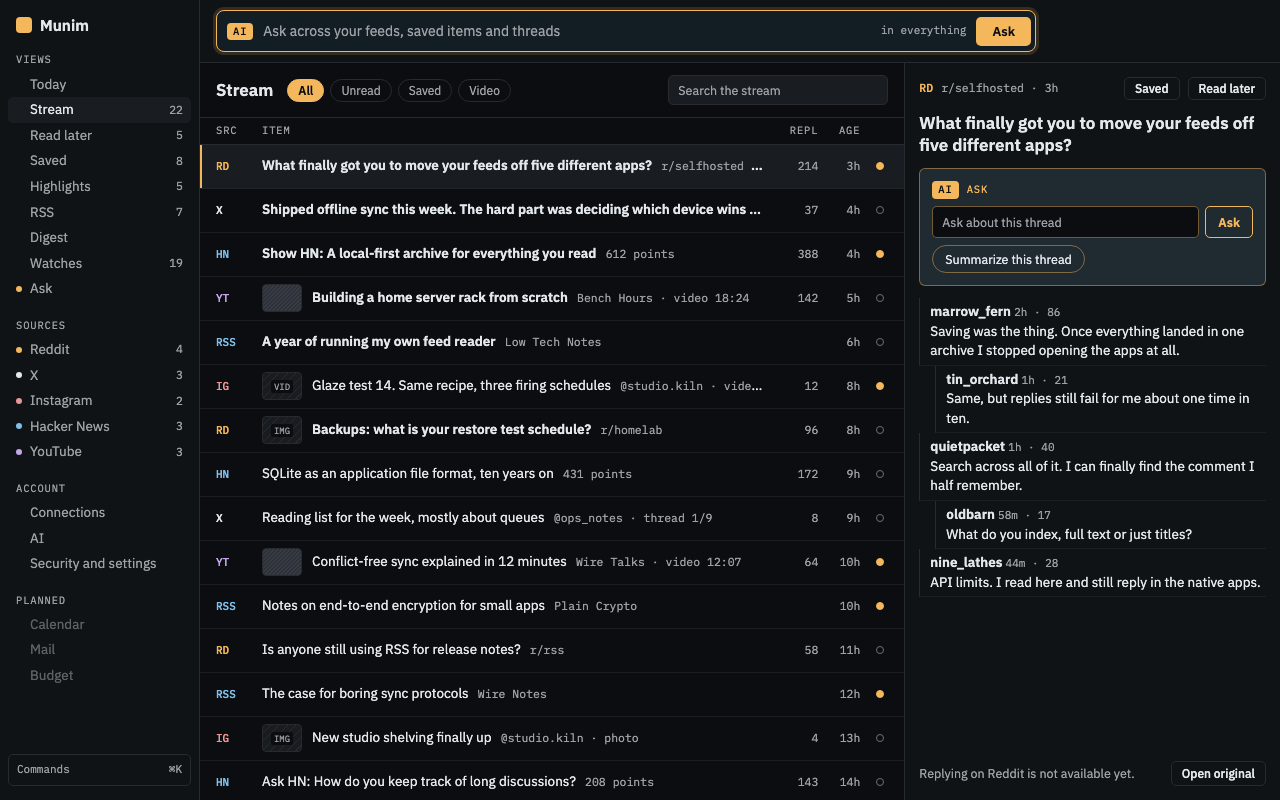 Munim
VIEWS
Today
Stream 22
Read later 5
Saved 8
Highlights 5
RSS 7
Digest
Watches 19
Ask
SOURCES
Reddit 4
X 3
Instagram 2
Hacker News 3
YouTube 3
ACCOUNT
Connections
AI
Security and settings
PLANNED
Calendar
Mail
Budget
Commands ⌘K
AI Ask across your feeds, saved items and threads in everything Ask
Stream All Unread Saved Video Search the stream
SRC ITEM REPL AGE
RD What finally got you to move your feeds off five different apps? r/selfhosted … 214 3h
X Shipped offline sync this week. The hard part was deciding which device wins … 37 4h
HN Show HN: A local-first archive for everything you read 612 points 388 4h
YT Building a home server rack from scratch Bench Hours · video 18:24 142 5h
RSS A year of running my own feed reader Low Tech Notes 6h
IG VID Glaze test 14. Same recipe, three firing schedules @studio.kiln · vide… 12 8h
RD IMG Backups: what is your restore test schedule? r/homelab 96 8h
HN SQLite as an application file format, ten years on 431 points 172 9h
X Reading list for the week, mostly about queues @ops_notes · thread 1/9 8 9h
YT Conflict-free sync explained in 12 minutes Wire Talks · video 12:07 64 10h
RSS Notes on end-to-end encryption for small apps Plain Crypto 10h
RD Is anyone still using RSS for release notes? r/rss 58 11h
RSS The case for boring sync protocols Wire Notes 12h
IG IMG New studio shelving finally up @studio.kiln · photo 4 13h
HN Ask HN: How do you keep track of long discussions? 208 points 143 14h
RD r/selfhosted · 3h Saved Read later
What finally got you to move your feeds off
five different apps?
AI ASK
Ask about this thread Ask
Summarize this thread
marrow_fern 2h · 86
Saving was the thing. Once everything landed in one
archive I stopped opening the apps at all.
tin_orchard 1h · 21
Same, but replies still fail for me about one time in
ten.
quietpacket 1h · 40
Search across all of it. I can finally find the comment I
half remember.
oldbarn 58m · 17
What do you index, full text or just titles?
nine_lathes 44m · 28
API limits. I read here and still reply in the native apps.
Replying on Reddit is not available yet. Open original